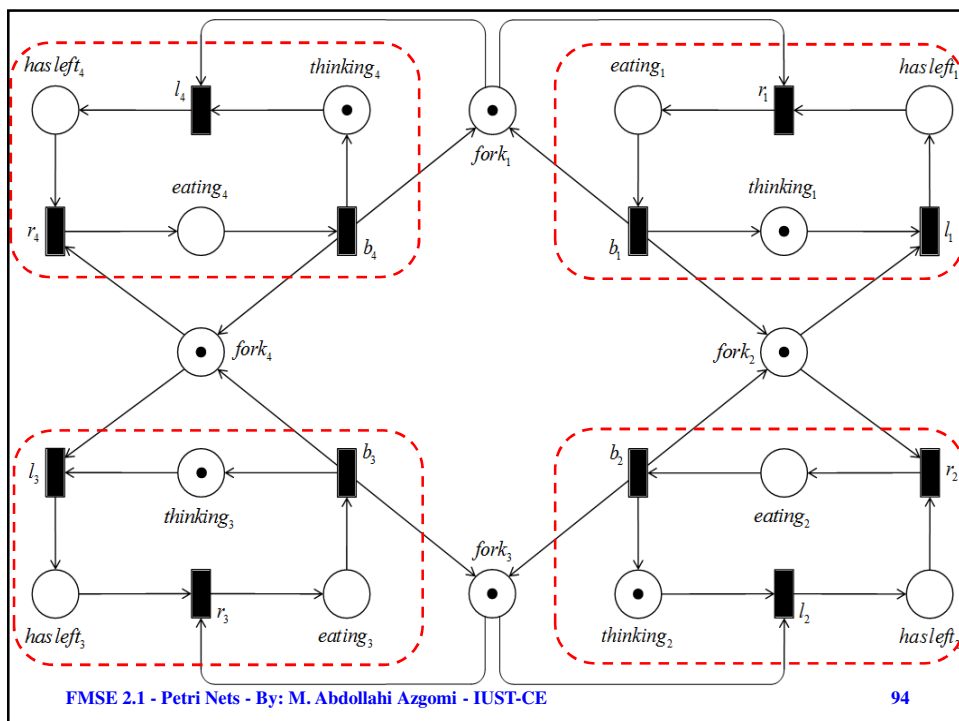 has left₄
l₄
thinking₄
eating₁
r₁
has left₁
fork₁
eating₄
thinking₁
r₄
b₄
b₁
l₁
fork₄
fork₂
l₃
b₃
b₂
r₂
thinking₃
eating₂
fork₃
r₃
l₂
has left₃
eating₃
thinking₂
has left₂
FMSE 2.1 - Petri Nets - By: M. Abdollahi Azgomi - IUST-CE 94